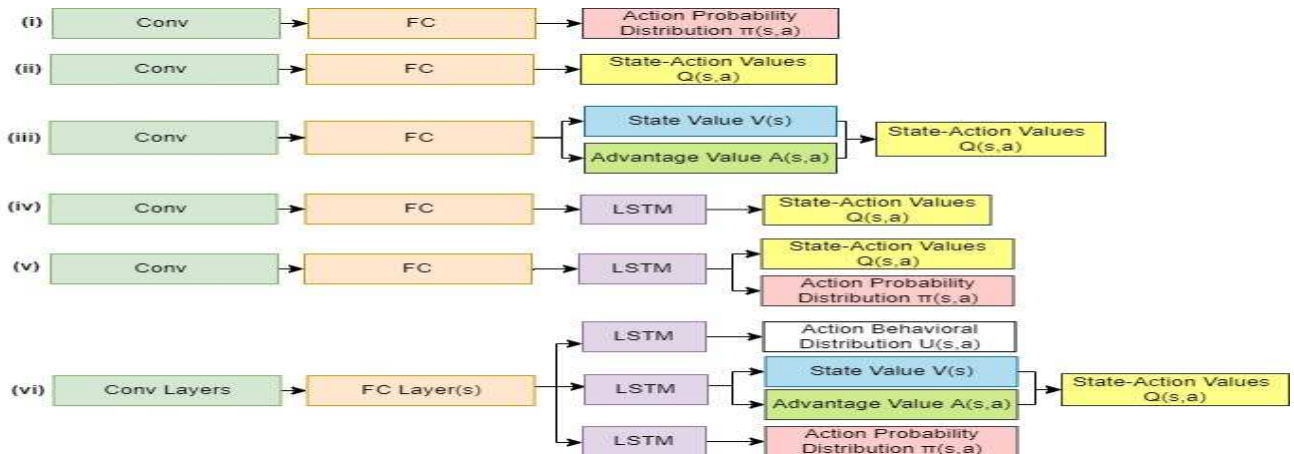 (i) Conv FC Action Probability
Distribution π(s,a)
(ii) Conv FC State-Action Values
Q(s,a)
(iii) Conv FC State Value V(s)
Advantage Value A(s,a)
State-Action Values
Q(s,a)
(iv) Conv FC LSTM State-Action Values
Q(s,a)
(v) Conv FC LSTM State-Action Values
Q(s,a)
Action Probability
Distribution π(s,a)
(vi) Conv Layers FC Layer(s)
LSTM Action Behavioral
Distribution U(s,a)
LSTM State Value V(s)
Advantage Value A(s,a)
State-Action Values
Q(s,a)
LSTM Action Probability
Distribution π(s,a)